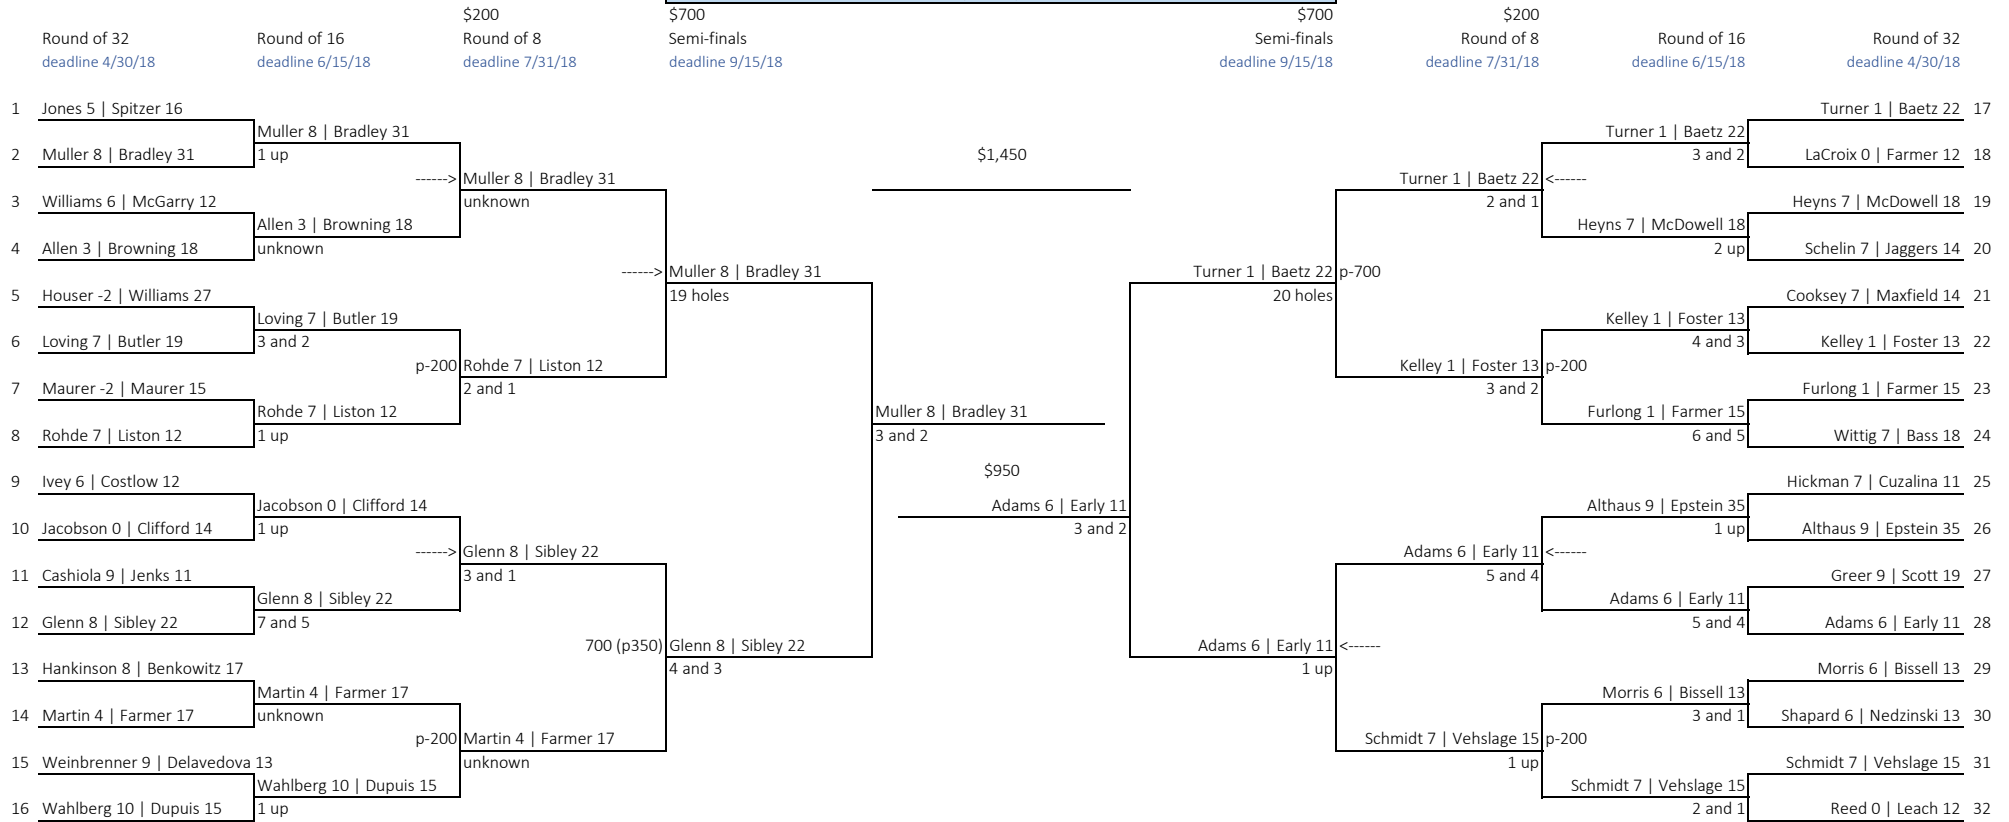 $200 $700 $700 $200
Round of 32 Round of 16 Round of 8 Semi-finals Semi-finals Round of 8 Round of 16 Round of 32
deadline 4/30/18 deadline 6/15/18 deadline 7/31/18 deadline 9/15/18 deadline 9/15/18 deadline 7/31/18 deadline 6/15/18 deadline 4/30/18
1 Jones 5 | Spitzer 16 Turner 1 | Baetz 22 17
Muller 8 | Bradley 31 Turner 1 | Baetz 22
2 Muller 8 | Bradley 31 1 up $1,450 3 and 2 LaCroix 0 | Farmer 12 18
------> Muller 8 | Bradley 31 Turner 1 | Baetz 22 <------
3 Williams 6 | McGarry 12 unknown 2 and 1 Heyns 7 | McDowell 18 19
Allen 3 | Browning 18 Heyns 7 | McDowell 18
4 Allen 3 | Browning 18 unknown 2 up Schelin 7 | Jaggers 14 20
------> Muller 8 | Bradley 31 Turner 1 | Baetz 22 p-700
5 Houser -2 | Williams 27 19 holes 20 holes Cooksey 7 | Maxfield 14 21
Loving 7 | Butler 19 Kelley 1 | Foster 13
6 Loving 7 | Butler 19 3 and 2 4 and 3 Kelley 1 | Foster 13 22
p-200 Rohde 7 | Liston 12 Kelley 1 | Foster 13 p-200
7 Maurer -2 | Maurer 15 2 and 1 3 and 2 Furlong 1 | Farmer 15 23
Rohde 7 | Liston 12 Muller 8 | Bradley 31 Furlong 1 | Farmer 15
8 Rohde 7 | Liston 12 1 up 3 and 2 6 and 5 Wittig 7 | Bass 18 24
$950
9 Ivey 6 | Costlow 12 Hickman 7 | Cuzalina 11 25
Jacobson 0 | Clifford 14 Adams 6 | Early 11 Althaus 9 | Epstein 35
10 Jacobson 0 | Clifford 14 1 up 3 and 2 1 up Althaus 9 | Epstein 35 26
------> Glenn 8 | Sibley 22 Adams 6 | Early 11 <------
11 Cashiola 9 | Jenks 11 3 and 1 5 and 4 Greer 9 | Scott 19 27
Glenn 8 | Sibley 22 Adams 6 | Early 11
12 Glenn 8 | Sibley 22 7 and 5 5 and 4 Adams 6 | Early 11 28
700 (p350) Glenn 8 | Sibley 22 Adams 6 | Early 11 <------
13 Hankinson 8 | Benkowitz 17 4 and 3 1 up Morris 6 | Bissell 13 29
Martin 4 | Farmer 17 Morris 6 | Bissell 13
14 Martin 4 | Farmer 17 unknown 3 and 1 Shapard 6 | Nedzinski 13 30
p-200 Martin 4 | Farmer 17 Schmidt 7 | Vehslage 15 p-200
15 Weinbrenner 9 | Delavedova 13 unknown 1 up Schmidt 7 | Vehslage 15 31
Wahlberg 10 | Dupuis 15 Schmidt 7 | Vehslage 15
16 Wahlberg 10 | Dupuis 15 1 up 2 and 1 Reed 0 | Leach 12 32